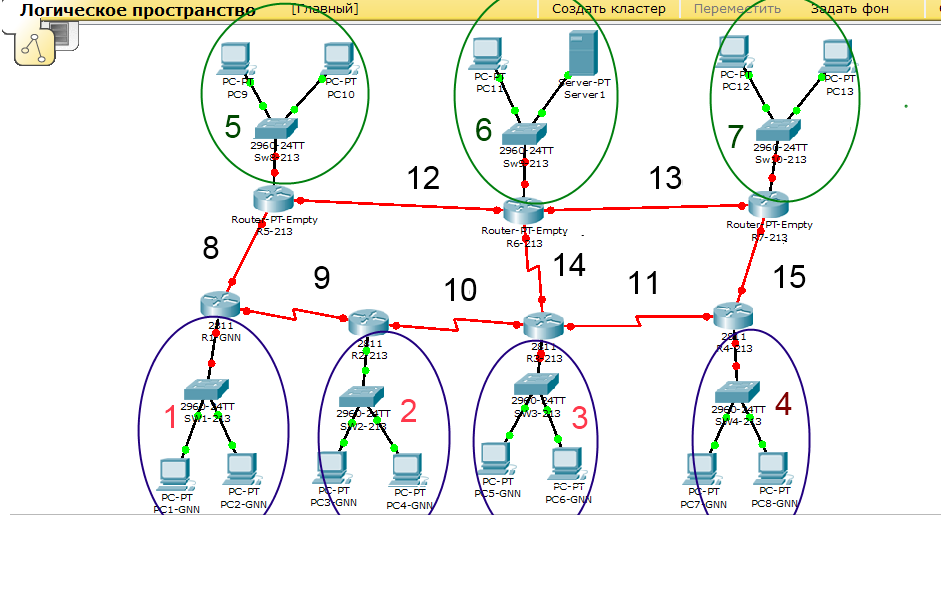 Логическое пространство [Главный] Создать кластер Переместить Задать фон
PC-PT
PC9
PC-PT
PC10
PC-PT
PC11
Server-PT
Server1
PC-PT
PC12
PC-PT
PC13
5
2960-24TT
6
2960-24TT
Sw9-213
7
2960-24TT
Sw10-213
12
13
Router-PT-Empty
R5-213
Router-PT-Empty
R6-213
Router-PT-Empty
R7-213
8
9
10
14
11
15
2811
R1-GNN
2811
R2-213
2811
R3-213
2811
R4-213
1
2960-24TT
SW1-213
2
2960-24TT
SW2-213
3
2960-24TT
SW3-213
4
2960-24TT
SW4-213
PC-PT
PC1-GNN
PC-PT
PC2-GNN
PC-PT
PC3-GNN
PC-PT
PC4-GNN
PC-PT
PC5-GNN
PC-PT
PC6-GNN
PC-PT
PC7-GNN
PC-PT
PC8-GNN